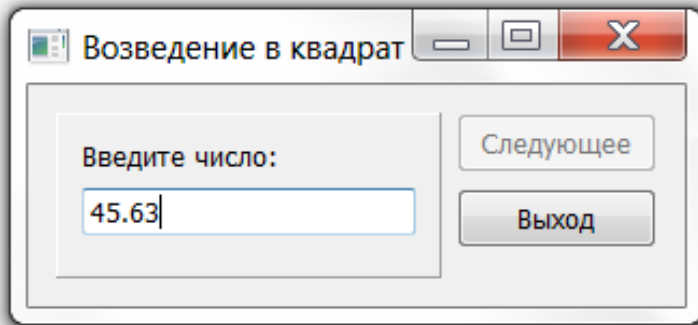 Возведение в квадрат
Введите число:
45.63
Следующее
Выход